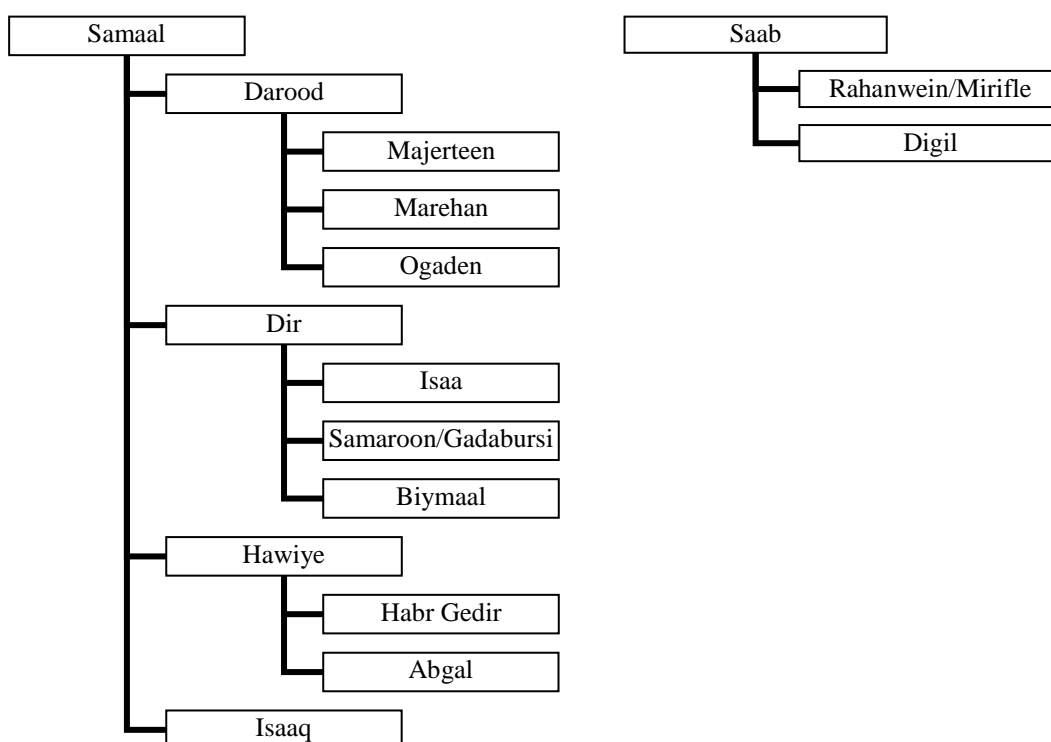 Samaal
Darood
Majerteen
Marehan
Ogaden
Dir
Isaa
Samaroon/Gadabursi
Biymaal
Hawiye
Habr Gedir
Abgal
Isaaq
Saab
Rahanwein/Mirifle
Digil